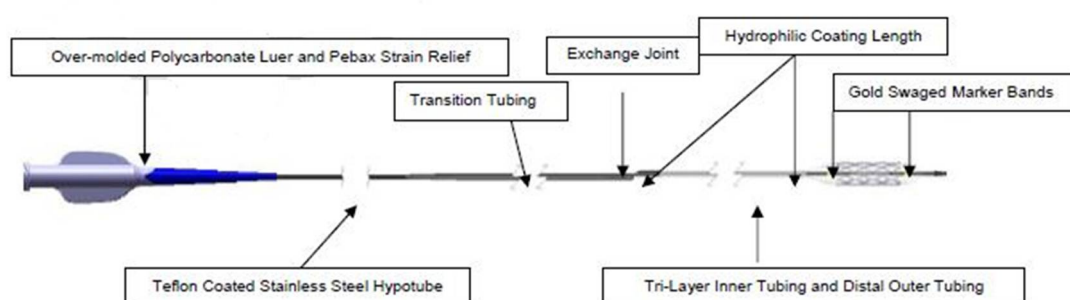 Hydrophilic Coating Length
Over-molded Polycarbonate Luer and Pebax Strain Relief
Exchange Joint
Transition Tubing
Gold Swaged Marker Bands
Teflon Coated Stainless Steel Hypotube
Tri-Layer Inner Tubing and Distal Outer Tubing